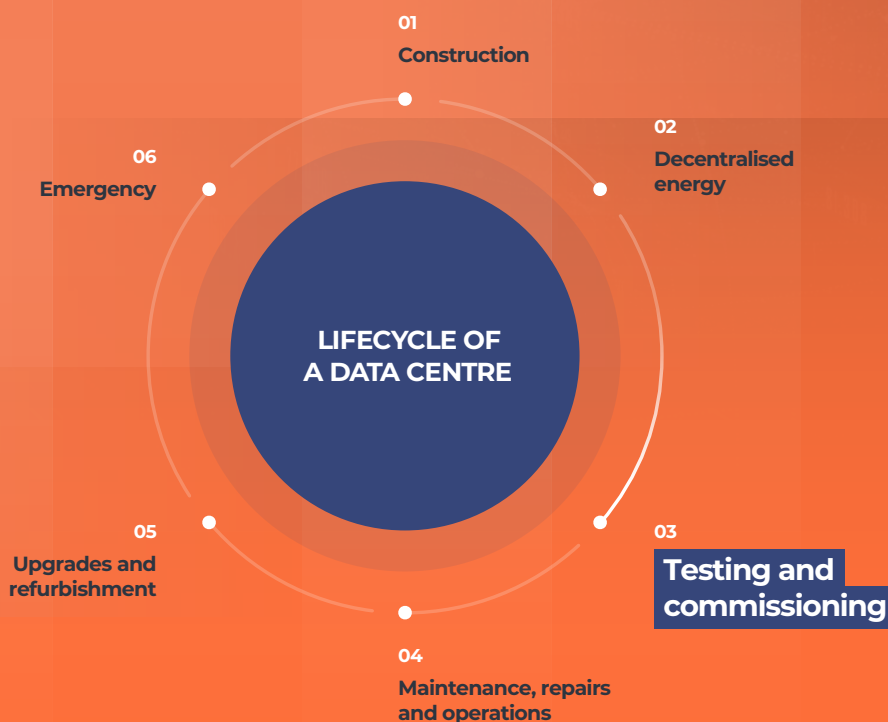 01
Construction
02
Decentralised
energy
03
Testing and
commissioning
04
Maintenance, repairs
and operations
05
Upgrades and
refurbishment
06
Emergency
LIFECYCLE OF
A DATA CENTRE